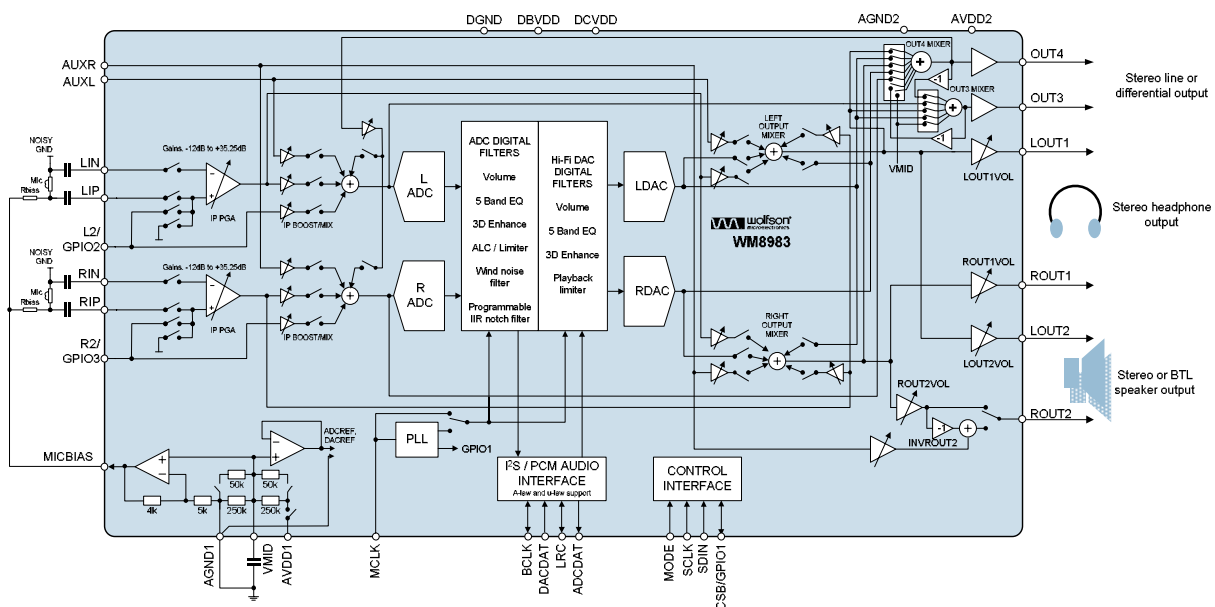 DGND
DBVDD
DCVDD
AGND2
AVDD2
OUT4 MIXER
AUXR
AUXL
OUT4
-1
OUT3 MIXER
OUT3
Stereo line or
differential output
NOISY
GND
Mic
Rbias
LIN
LIP
L2/
GPIO2
Gains. -12dB to +35.25dB
IP PGA
IP BOOST/MIX
L
ADC
ADC DIGITAL
FILTERS
Volume
5 Band EQ
3D Enhance
ALC / Limiter
Wind noise
filter
Programmable
IIR notch filter
Hi-Fi DAC
DIGITAL
FILTERS
Volume
5 Band EQ
3D Enhance
Playback
limiter
LDAC
LEFT
OUTPUT
MIXER
VMID
-1
LOUT1
LOUT1VOL
wolfson
microelectronics
WM8983
Stereo headphone
output
NOISY
GND
Mic
Rbias
RIN
RIP
R2/
GPIO3
Gains. -12dB to +35.25dB
IP PGA
IP BOOST/MIX
R
ADC
RDAC
RIGHT
OUTPUT
MIXER
ROUT1VOL
ROUT1
LOUT2
LOUT2VOL
Stereo or BTL
speaker output
ROUT2VOL
-1
INVROUT2
ROUT2
MICBIAS
ADCREF,
DACREF
50k
50k
4k
5k
250k
250k
PLL
GPIO1
I²S / PCM AUDIO
INTERFACE
A-law and u-law support
CONTROL
INTERFACE
AGND1
VMID
AVDD1
MCLK
BCLK
DACDAT
LRC
ADCDAT
MODE
SCLK
SDIN
CSB/GPIO1